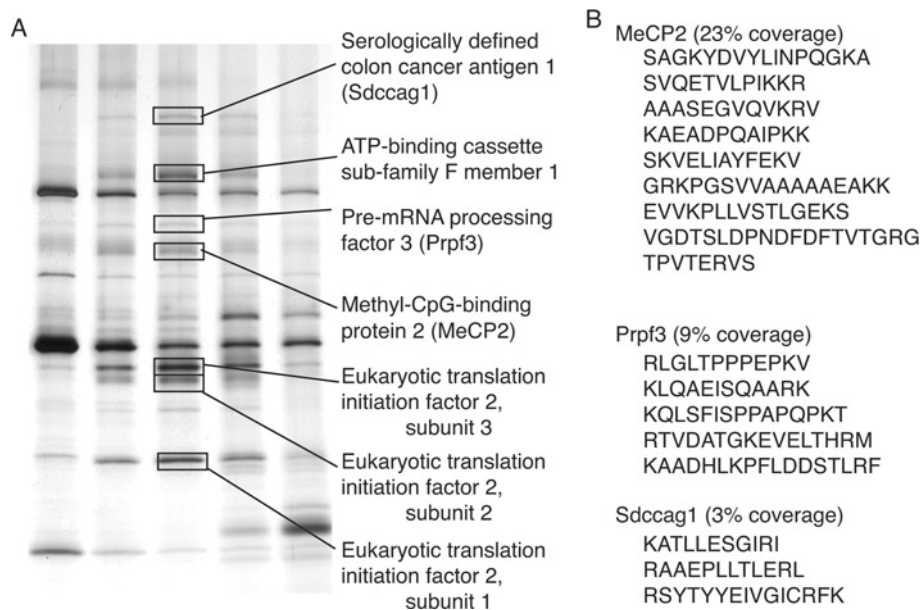 A
Serologically defined
colon cancer antigen 1
(Sdccag1)
ATP-binding cassette
sub-family F member 1
Pre-mRNA processing
factor 3 (Prpf3)
Methyl-CpG-binding
protein 2 (MeCP2)
Eukaryotic translation
initiation factor 2,
subunit 3
Eukaryotic translation
initiation factor 2,
subunit 2
Eukaryotic translation
initiation factor 2,
subunit 1
B
MeCP2 (23% coverage)
SAGKYDVYLINPQGKA
SVQETVLPIKKR
AAASEGVQVKRV
KAEADPQAIPKK
SKVELIAYFEKV
GRKPGSVVAAAAAEAKK
EVVKPLLVSTLGEKS
VGDTSLDPNDFDFTVTGRG
TPVTERVS
Prpf3 (9% coverage)
RLGLTPPPEPKV
KLQAEISQAARK
KQLSFISPPAPQPKT
RTVDATGKEVELTHRM
KAADHLKPFLDDSTLRF
Sdccag1 (3% coverage)
KATLLESGIRI
RAAEPLLTLERL
RSYTYYEIVGICRFK